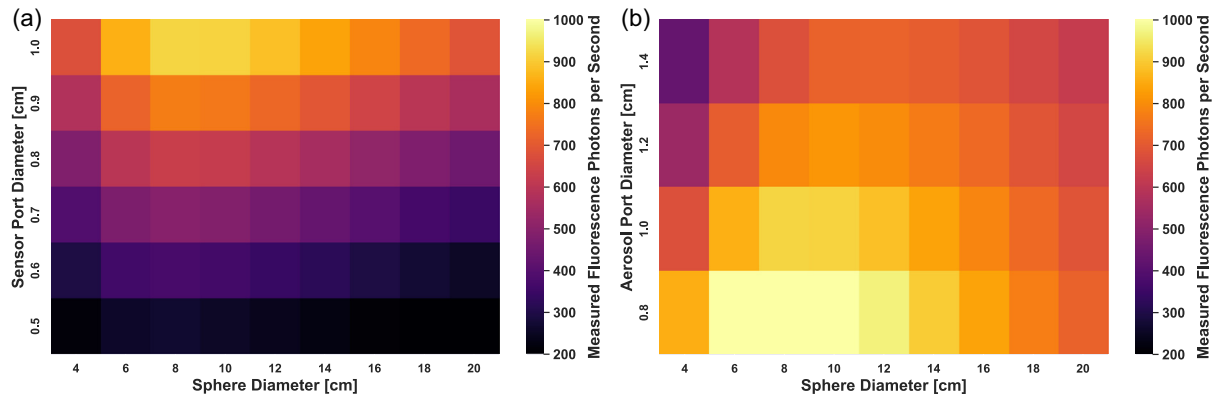 (a)
Sensor Port Diameter [cm]
1.0
0.9
0.8
0.7
0.6
0.5
4 6 8 10 12 14 16 18 20
Sphere Diameter [cm]
1000
900
800
700
600
500
400
300
200
Measured Fluorescence Photons per Second
(b)
Aerosol Port Diameter [cm]
1.4
1.2
1.0
0.8
4 6 8 10 12 14 16 18 20
Sphere Diameter [cm]
1000
900
800
700
600
500
400
300
200
Measured Fluorescence Photons per Second